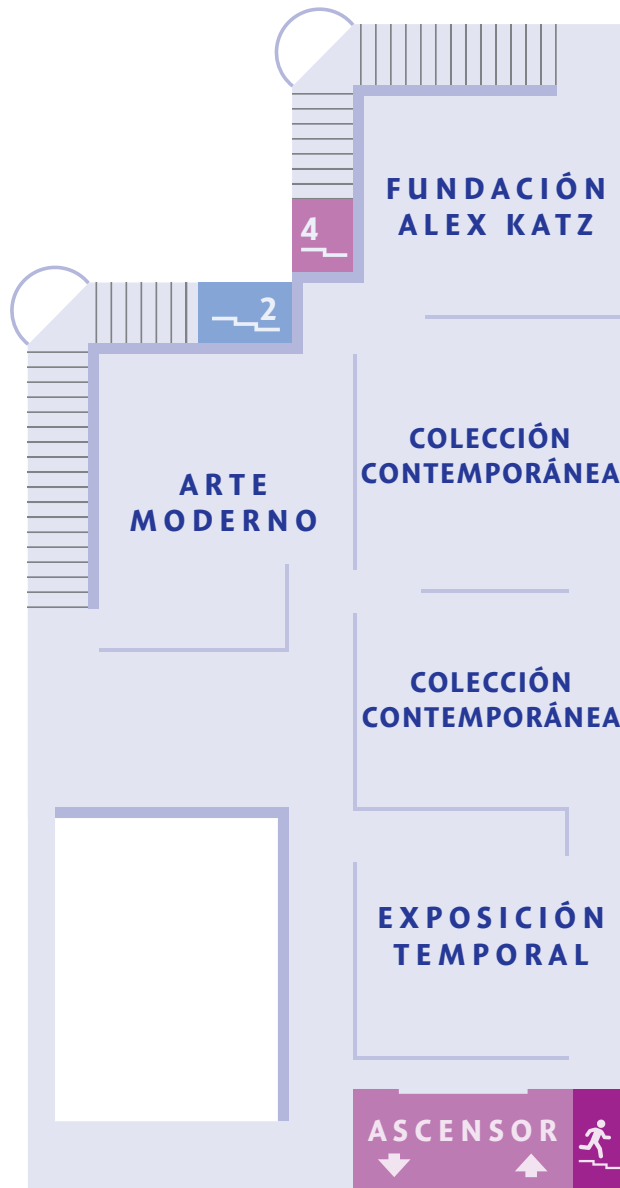 FUNDACIÓN
ALEX KATZ
4
2
COLECCIÓN
CONTEMPORÁNEA
ARTE
MODERNO
COLECCIÓN
CONTEMPORÁNEA
EXPOSICIÓN
TEMPORAL
ASCENSOR